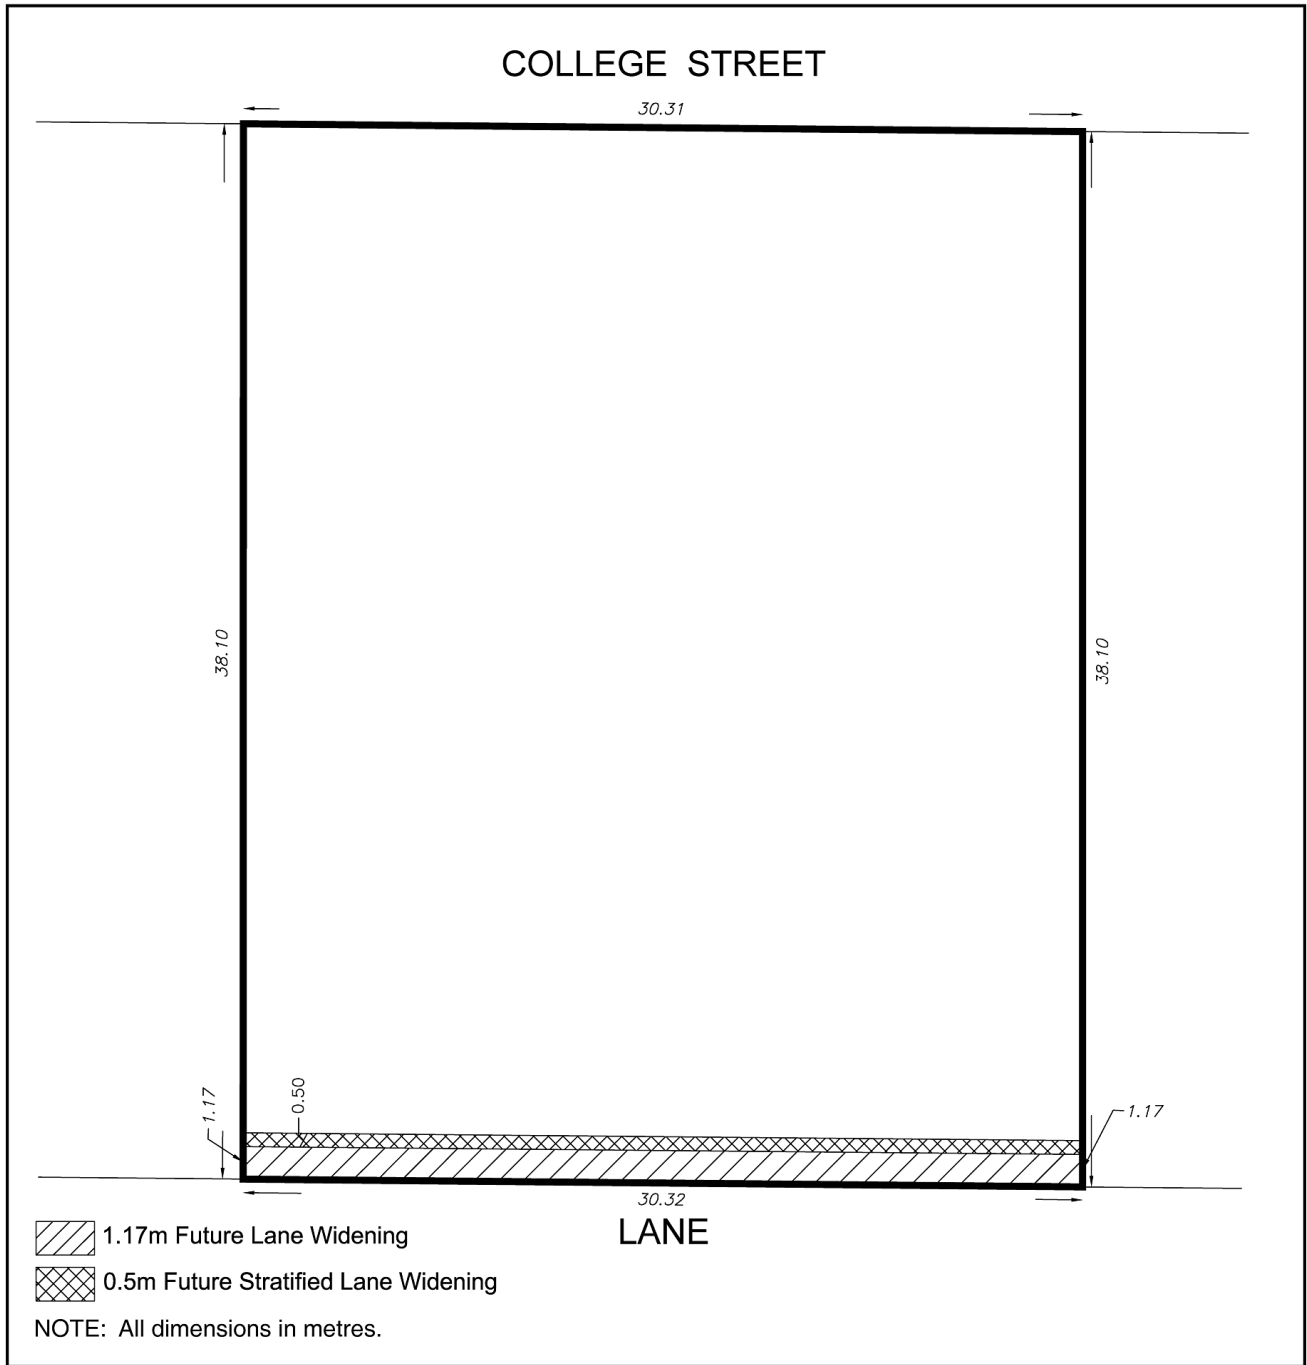 COLLEGE STREET
30.31
38.10
38.10
1.17
0.50
1.17
30.32
LANE
1.17m Future Lane Widening
0.5m Future Stratified Lane Widening
NOTE: All dimensions in metres.